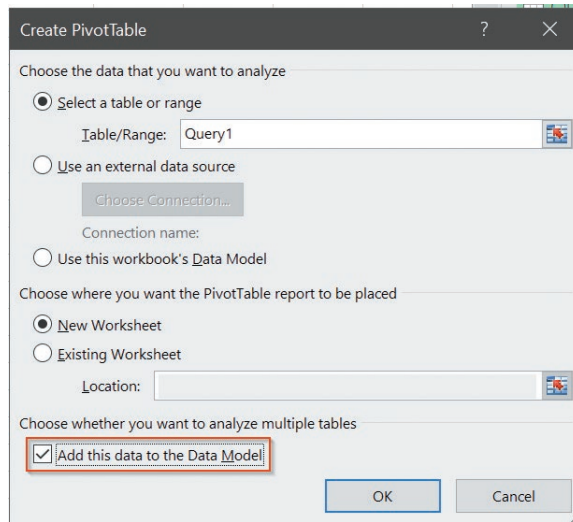 Create PivotTable ?
Choose the data that you want to analyze
Select a table or range
Table/Range: Query1
Use an external data source
Choose Connection...
Connection name:
Use this workbook's Data Model
Choose where you want the PivotTable report to be placed
New Worksheet
Existing Worksheet
Location:
Choose whether you want to analyze multiple tables
Add this data to the Data Model
OK Cancel